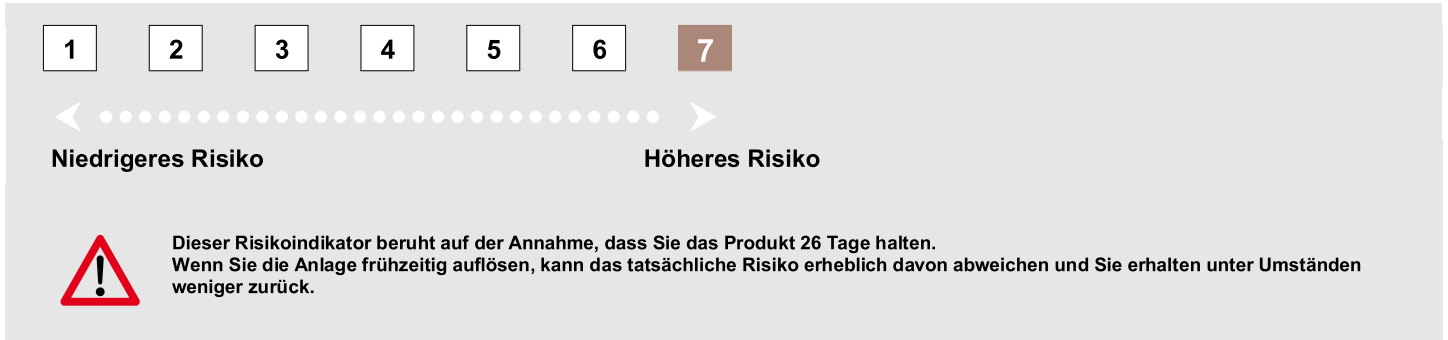 1 2 3 4 5 6 7
Niedrigeres Risiko Höheres Risiko
Dieser Risikoindikator beruht auf der Annahme, dass Sie das Produkt 26 Tage halten.
Wenn Sie die Anlage frühzeitig auflösen, kann das tatsächliche Risiko erheblich davon abweichen und Sie erhalten unter Umständen
weniger zurück.